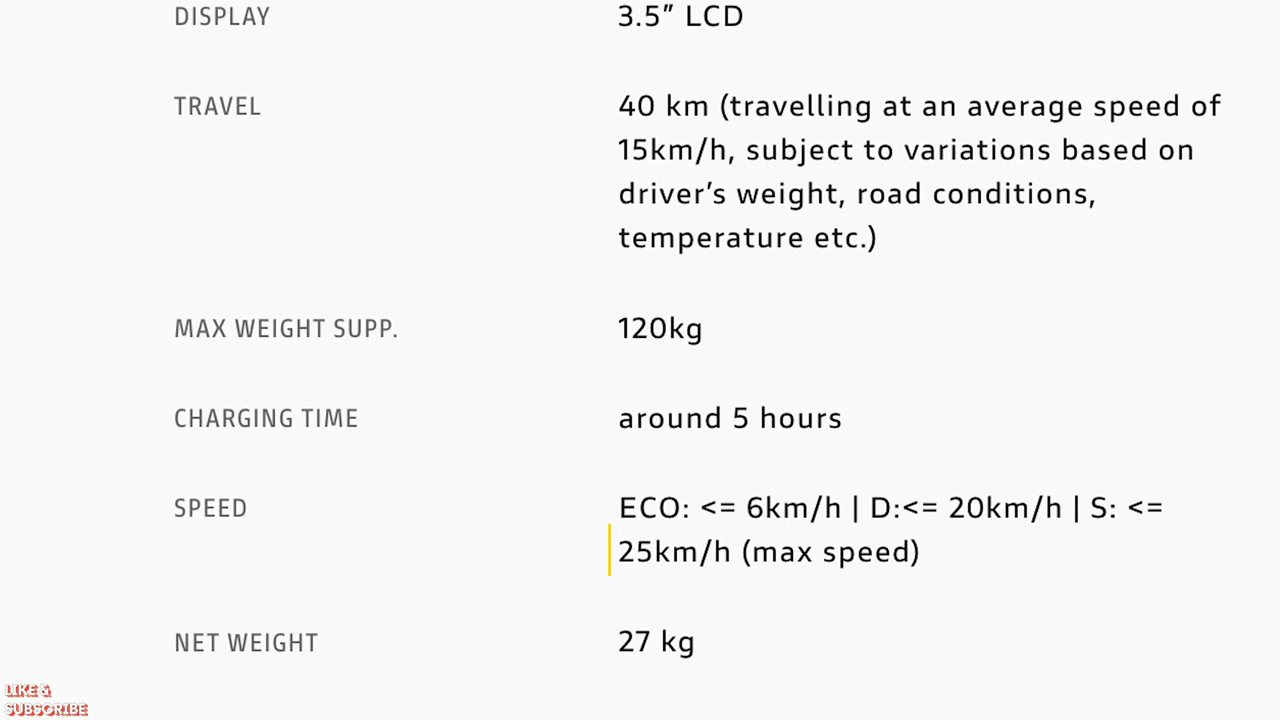 DISPLAY 3.5” LCD
TRAVEL 40 km (travelling at an average speed of
15km/h, subject to variations based on
driver’s weight, road conditions,
temperature etc.)
MAX WEIGHT SUPP. 120kg
CHARGING TIME around 5 hours
SPEED ECO: <= 6km/h | D:<= 20km/h | S: <=
25km/h (max speed)
NET WEIGHT 27 kg
LIKE &
SUBSCRIBE